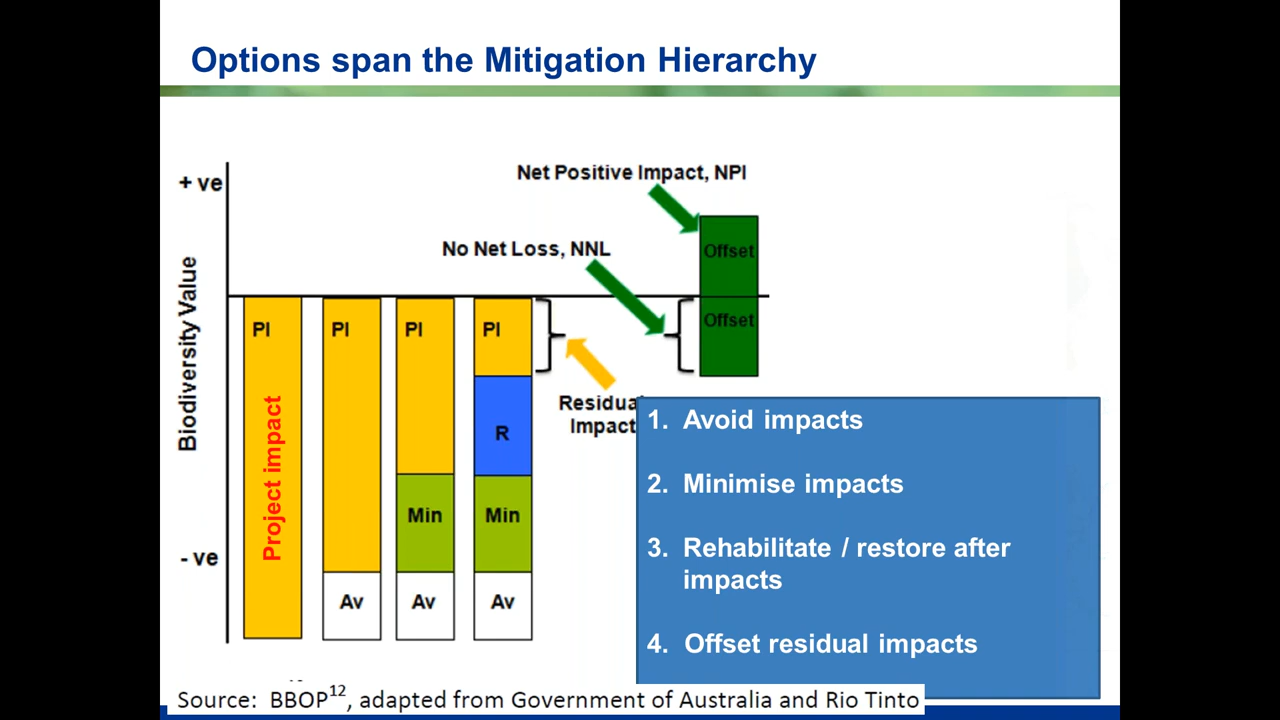 Options span the Mitigation Hierarchy
+ ve
Net Positive Impact, NPI
No Net Loss, NNL
Offset
Offset
Biodiversity Value
PI
PI
PI
PI
Project impact
Residual
Impact
R
Min
Min
- ve
Av
Av
Av
1. Avoid impacts
2. Minimise impacts
3. Rehabilitate / restore after
impacts
4. Offset residual impacts
Source: BBOP12, adapted from Government of Australia and Rio Tinto